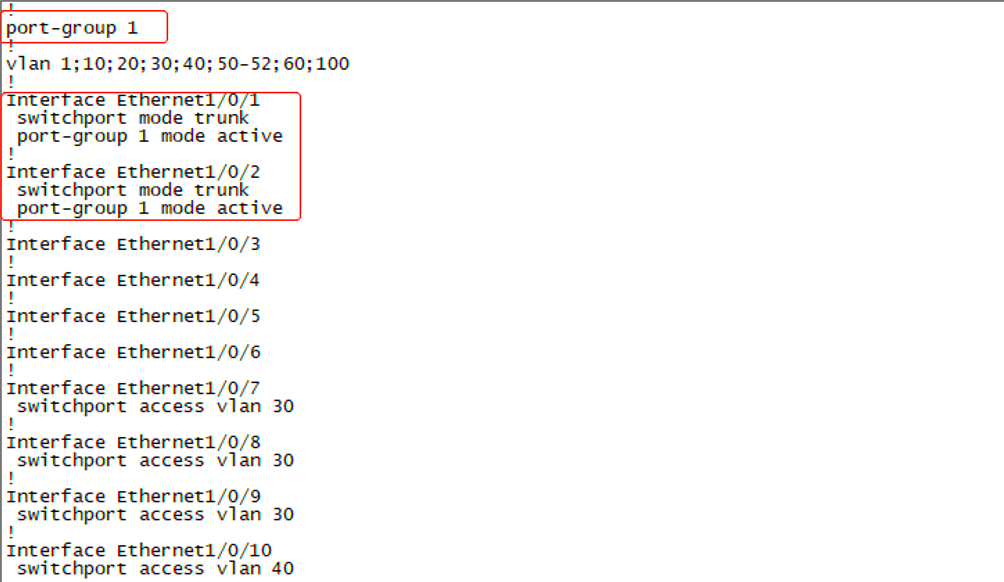 !
port-group 1
!
vlan 1;10;20;30;40;50-52;60;100
!
Interface Ethernet1/0/1
 switchport mode trunk
 port-group 1 mode active
!
Interface Ethernet1/0/2
 switchport mode trunk
 port-group 1 mode active
!
Interface Ethernet1/0/3
!
Interface Ethernet1/0/4
!
Interface Ethernet1/0/5
!
Interface Ethernet1/0/6
!
Interface Ethernet1/0/7
 switchport access vlan 30
!
Interface Ethernet1/0/8
 switchport access vlan 30
!
Interface Ethernet1/0/9
 switchport access vlan 30
!
Interface Ethernet1/0/10
 switchport access vlan 40